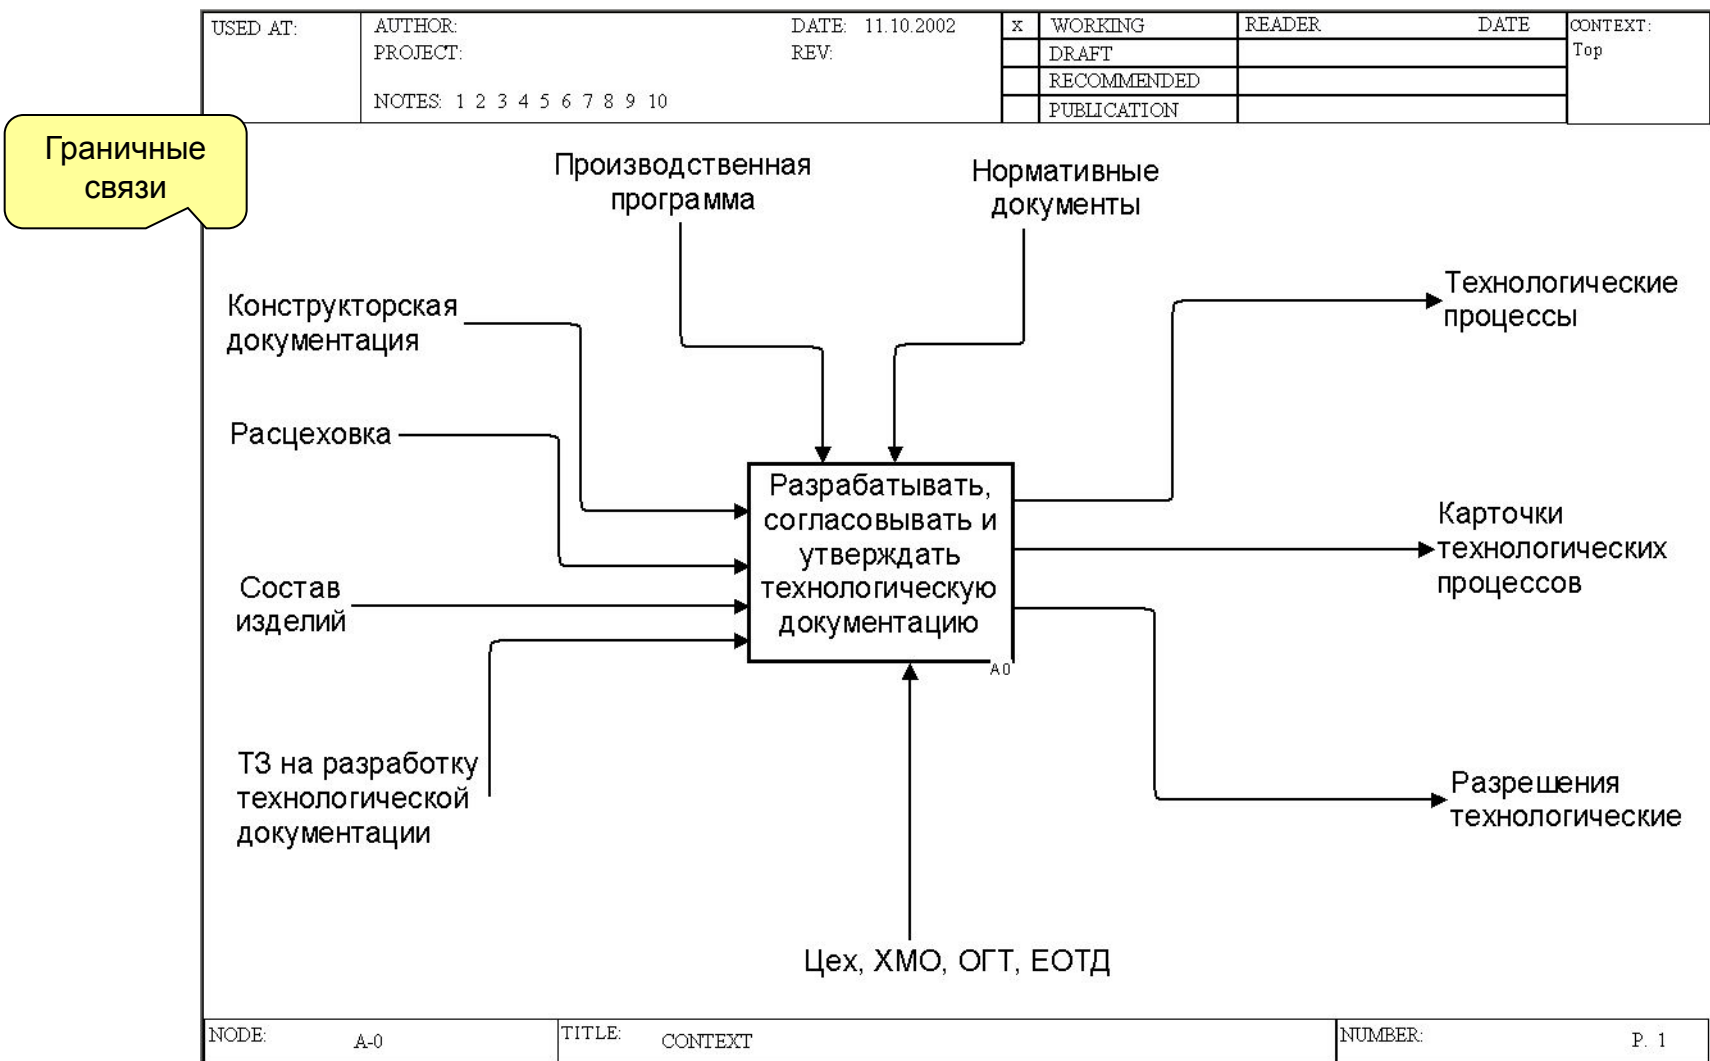 USED AT:
AUTHOR:
DATE: 11.10.2002
PROJECT:
REV:
NOTES: 1 2 3 4 5 6 7 8 9 10
x WORKING
DRAFT
RECOMMENDED
PUBLICATION
READER DATE
CONTEXT:
Top
Граничные
связи
Производственная
программа
Нормативные
документы
Конструкторская
документация
Расцеховка
Состав
изделий
ТЗ на разработку
технологической
документации
Разрабатывать,
согласовывать и
утверждать
технологическую
документацию
A0
Технологические
процессы
Карточки
технологических
процессов
Разрешения
технологические
Цех, ХМО, ОГТ, ЕОТД
NODE: A-0
TITLE: CONTEXT
NUMBER: P. 1